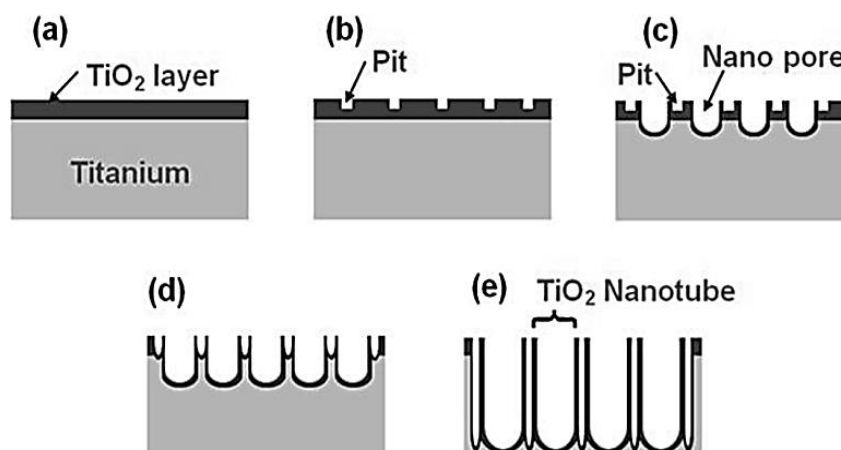 (a)
TiO₂ layer
Titanium
(b)
Pit
(c)
Nano pore
Pit
(d)
(e)
TiO₂ Nanotube